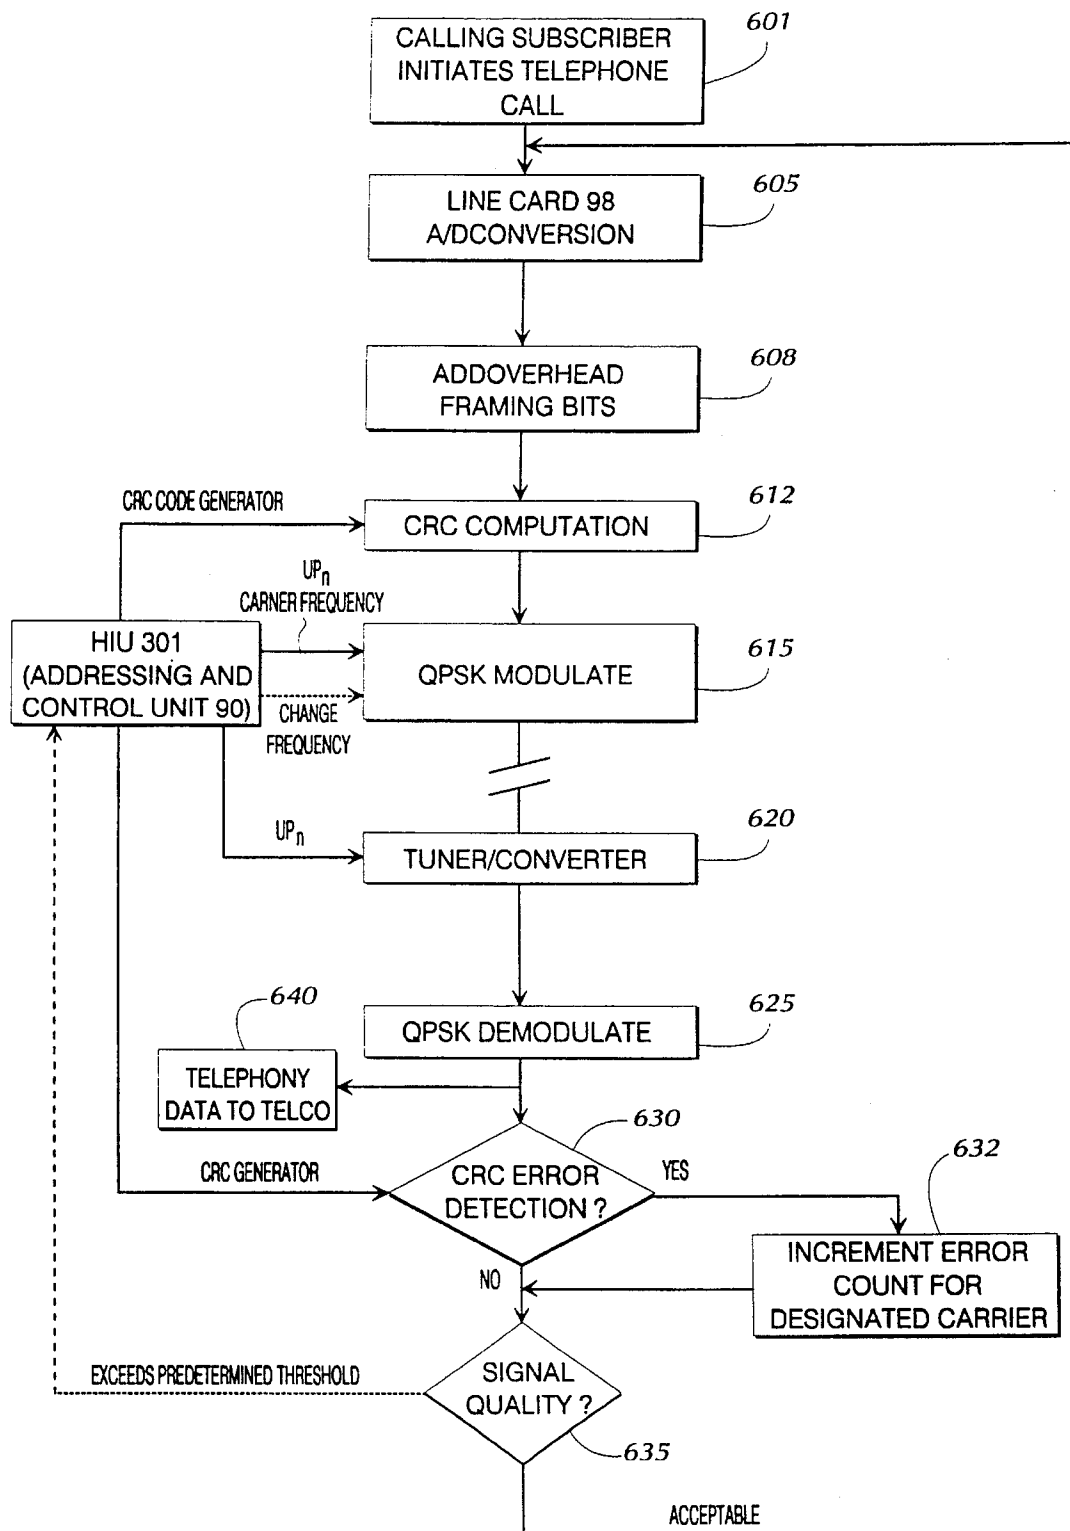 601
CALLING SUBSCRIBER
INITIATES TELEPHONE
CALL
605
LINE CARD 98
A/DCONVERSION
608
ADDOVERHEAD
FRAMING BITS
CRC CODE GENERATOR
612
CRC COMPUTATION
UPn
CARNER FREQUENCY
HIU 301
(ADDRESSING AND
CONTROL UNIT 90)
615
QPSK MODULATE
CHANGE
FREQUENCY
UPn
620
TUNER/CONVERTER
640
625
QPSK DEMODULATE
TELEPHONY
DATA TO TELCO
630
CRC GENERATOR
CRC ERROR
DETECTION ?
YES
632
INCREMENT ERROR
COUNT FOR
DESIGNATED CARRIER
NO
EXCEEDS PREDETERMINED THRESHOLD
SIGNAL
QUALITY ?
635
ACCEPTABLE